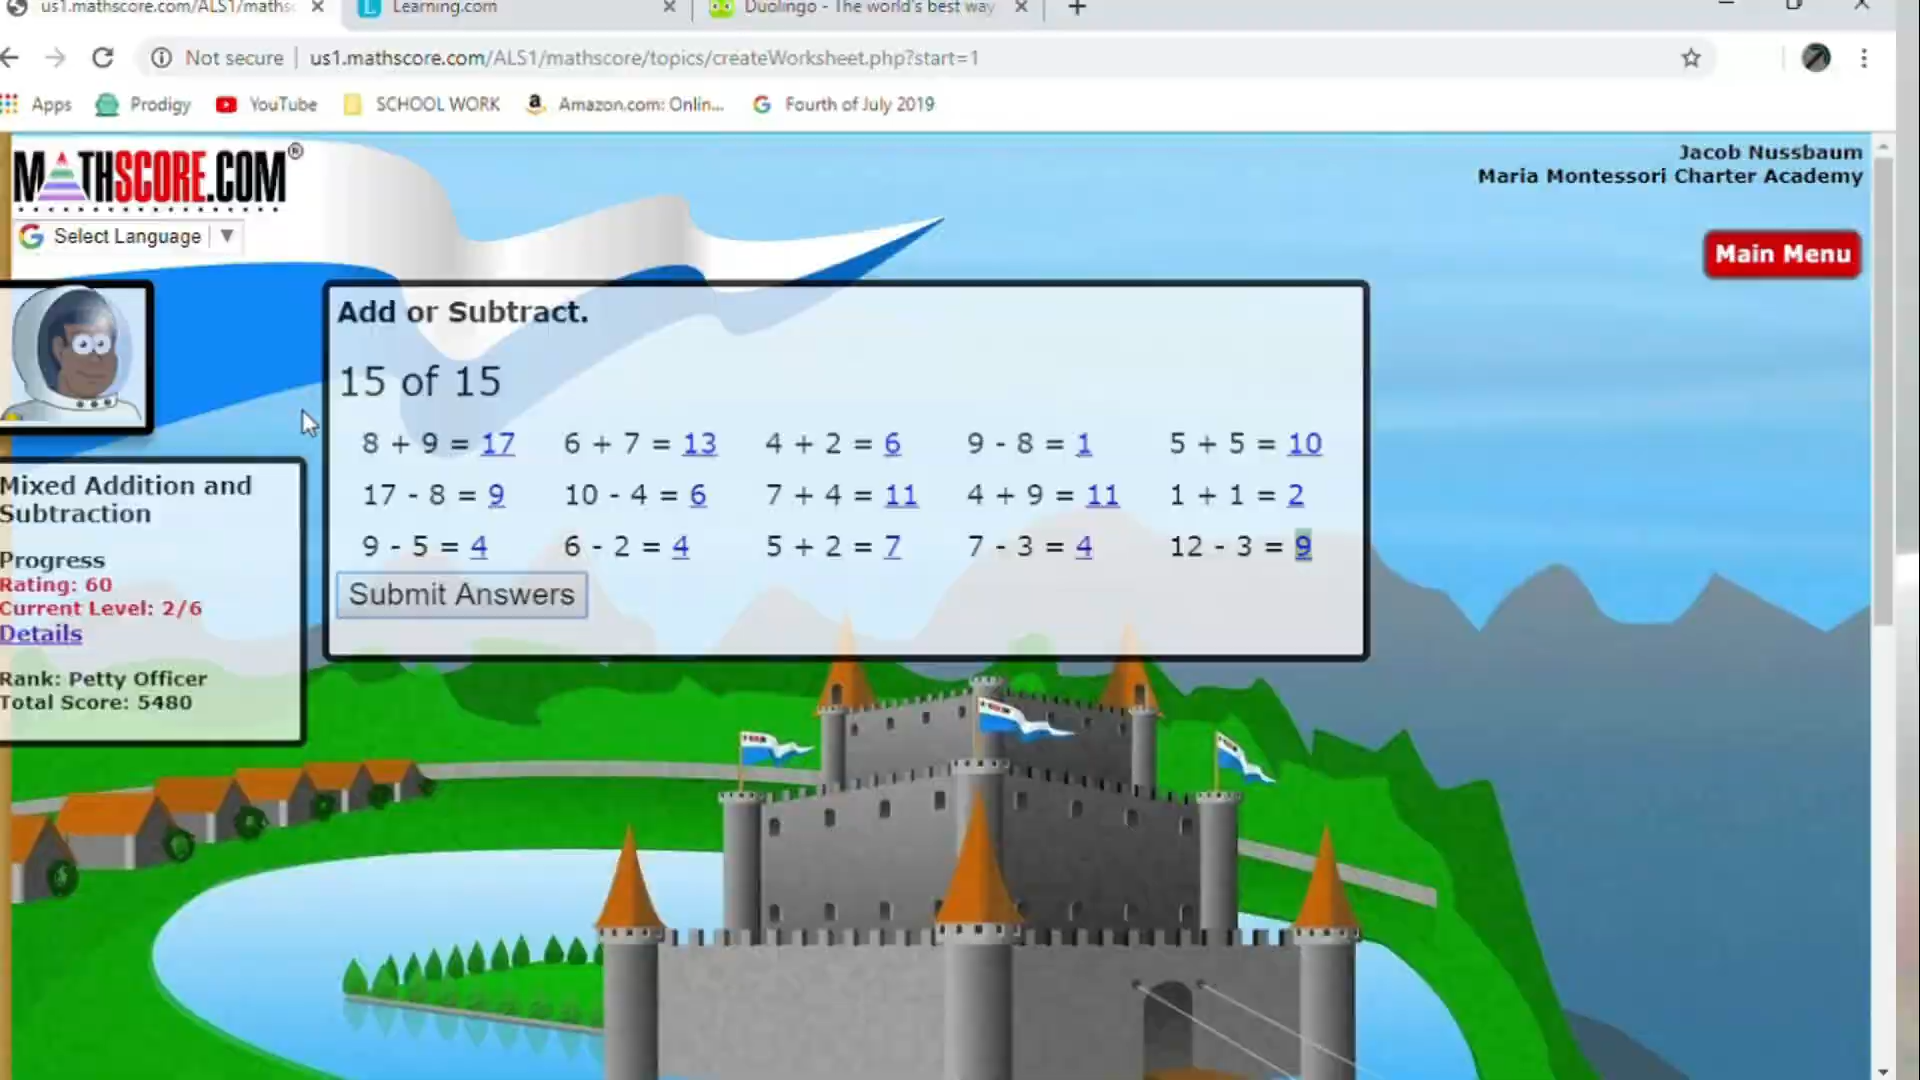 us1.mathscore.com/ALS1/mathsc
Learning.com
Duolingo - The world's best way
Not secure | us1.mathscore.com/ALS1/mathscore/topics/createWorksheet.php?start=1
Apps Prodigy YouTube SCHOOL WORK Amazon.com: Onlin... Fourth of July 2019
MATHSCORE.COM®
Jacob Nussbaum
Maria Montessori Charter Academy
Select Language
Main Menu
Add or Subtract.
15 of 15
8 + 9 = 17 6 + 7 = 13 4 + 2 = 6 9 - 8 = 1 5 + 5 = 10
17 - 8 = 9 10 - 4 = 6 7 + 4 = 11 4 + 9 = 11 1 + 1 = 2
9 - 5 = 4 6 - 2 = 4 5 + 2 = 7 7 - 3 = 4 12 - 3 = 9
Submit Answers
Mixed Addition and
Subtraction
Progress
Rating: 60
Current Level: 2/6
Details
Rank: Petty Officer
Total Score: 5480